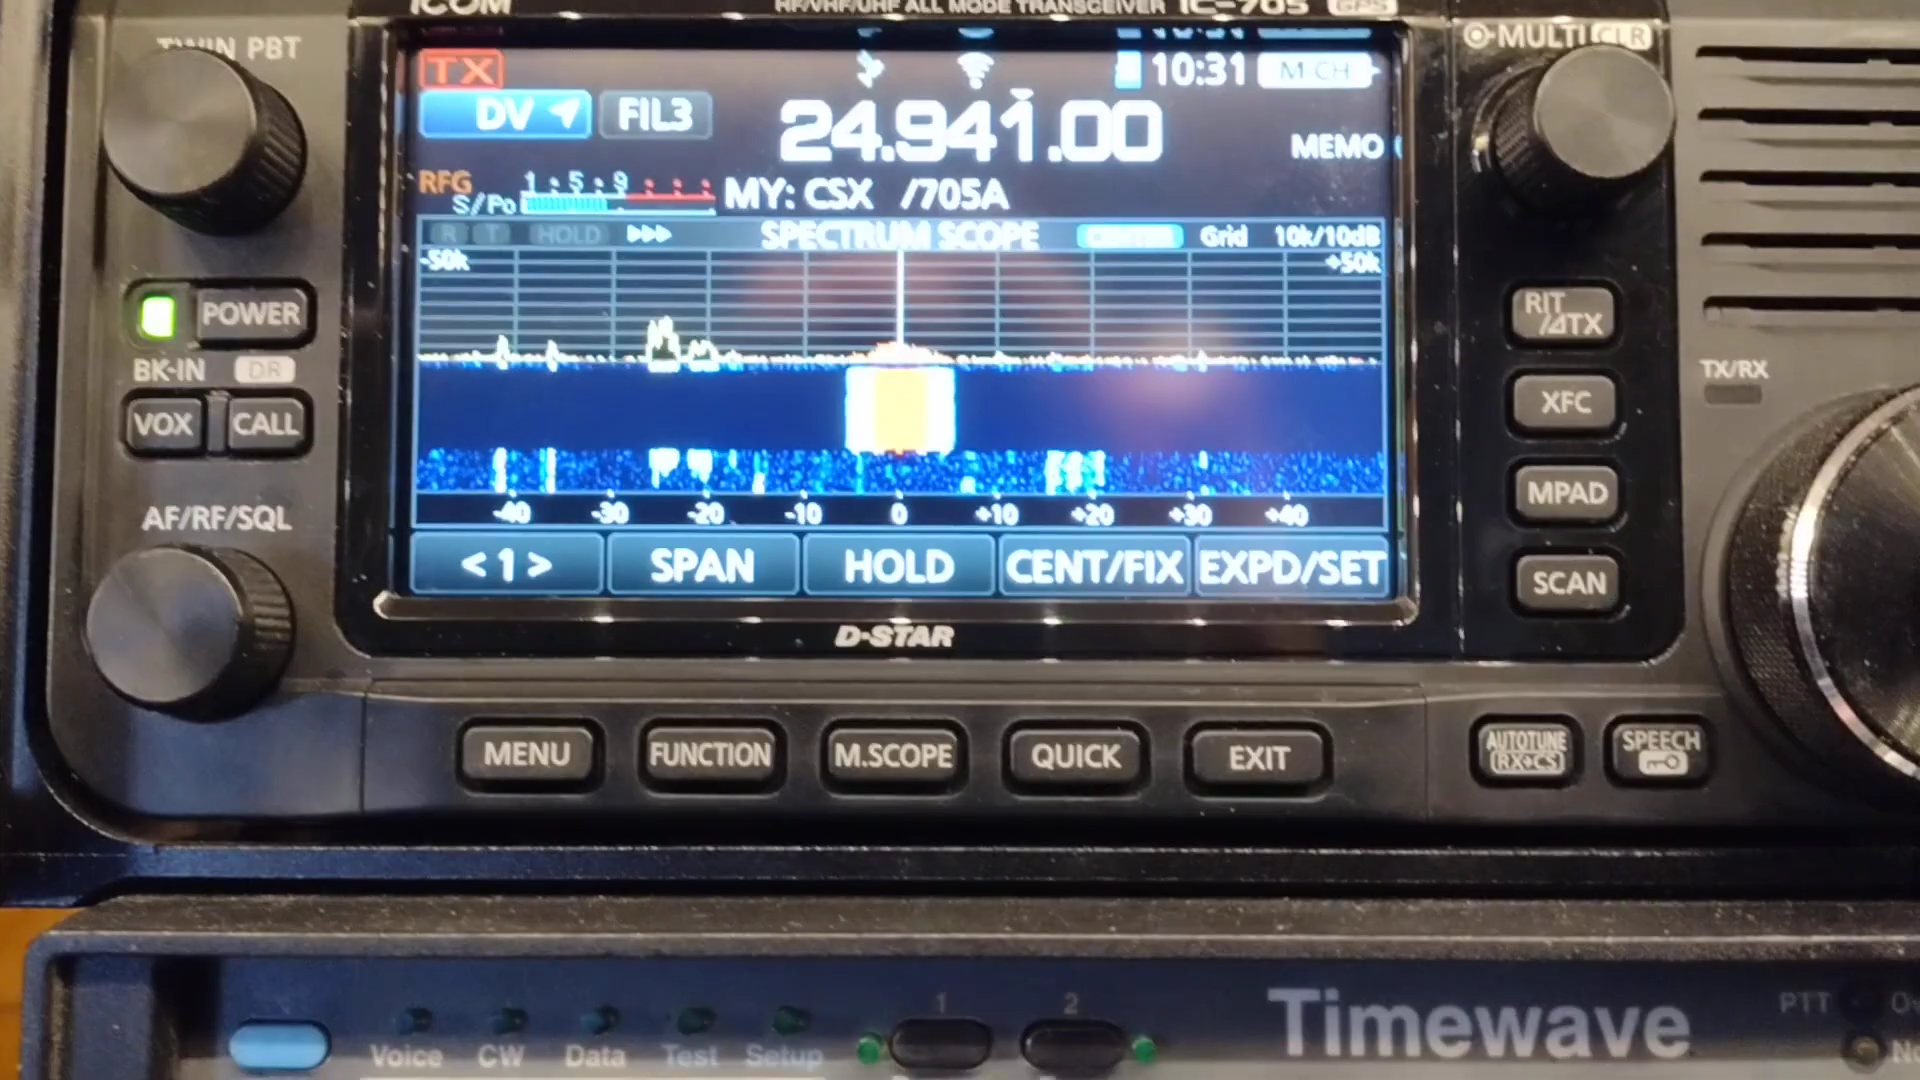 ICOM HF/VHF/UHF ALL MODE TRANSCEIVER IC-705 GPS
TWIN PBT
TX 10:31 M-CH
MULTI CLR
DV FIL3 24.941.00 MEMO
RFG 1 • 5 • 9
S/Po MY: CSX /705A
R T HOLD SPECTRUM SCOPE CENTER Grid 10k/10dB
-50k +50k
POWER
BK-IN DR
VOX CALL
AF/RF/SQL
-40 -30 -20 -10 0 +10 +20 +30 +40
<1> SPAN HOLD CENT/FIX EXPD/SET
D-STAR
RIT/⊿TX
XFC
MPAD
SCAN
TX/RX
MENU FUNCTION M.SCOPE QUICK EXIT AUTOTUNE RX→CS SPEECH
1 2 Timewave PTT
Voice CW Data Test Setup